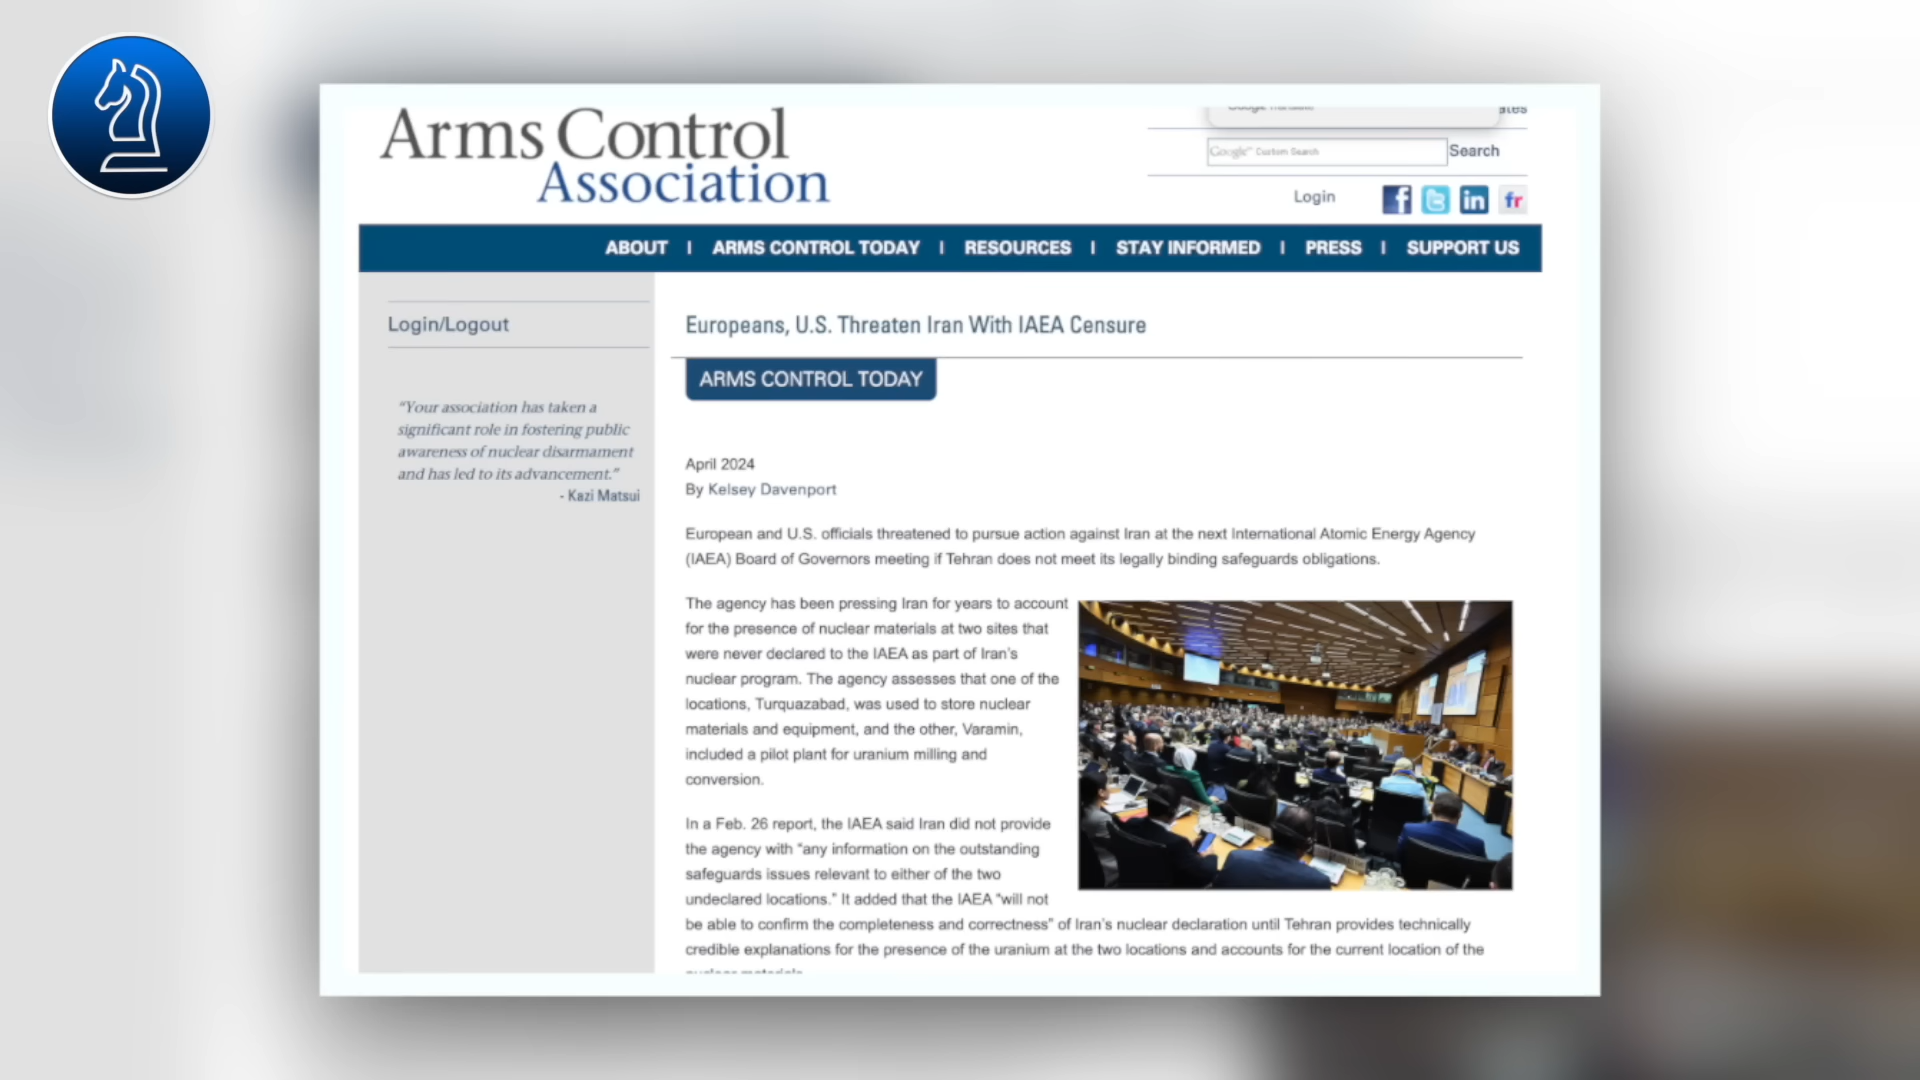 Arms Control
Association
Search
Login
ABOUT | ARMS CONTROL TODAY | RESOURCES | STAY INFORMED | PRESS | SUPPORT US
Login/Logout
“Your association has taken a
significant role in fostering public
awareness of nuclear disarmament
and has led to its advancement.”
- Kazi Matsui
Europeans, U.S. Threaten Iran With IAEA Censure
ARMS CONTROL TODAY
April 2024
By Kelsey Davenport
European and U.S. officials threatened to pursue action against Iran at the next International Atomic Energy Agency
(IAEA) Board of Governors meeting if Tehran does not meet its legally binding safeguards obligations.
The agency has been pressing Iran for years to account
for the presence of nuclear materials at two sites that
were never declared to the IAEA as part of Iran's
nuclear program. The agency assesses that one of the
locations, Turquazabad, was used to store nuclear
materials and equipment, and the other, Varamin,
included a pilot plant for uranium milling and
conversion.
In a Feb. 26 report, the IAEA said Iran did not provide
the agency with “any information on the outstanding
safeguards issues relevant to either of the two
undeclared locations.” It added that the IAEA “will not
be able to confirm the completeness and correctness” of Iran's nuclear declaration until Tehran provides technically
credible explanations for the presence of the uranium at the two locations and accounts for the current location of the